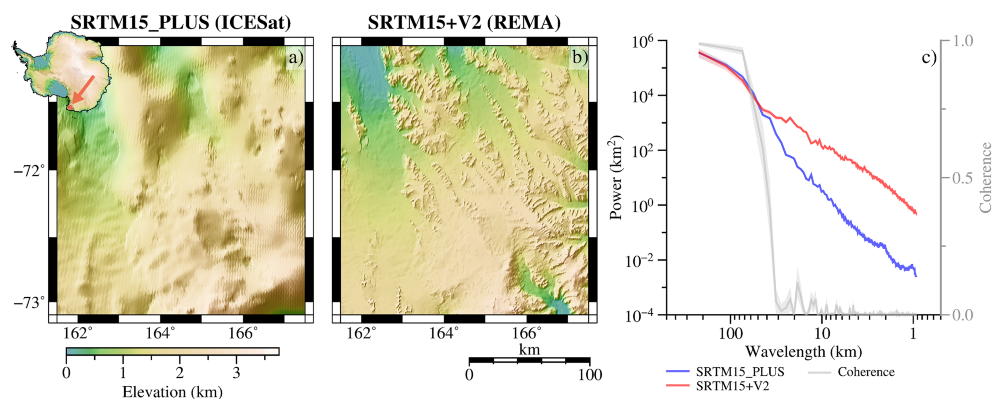 SRTM15_PLUS (ICESat)
SRTM15+V2 (REMA)
a)
b)
c)
−72°
−73°
162° 164° 166°
162° 164° 166°
0 1 2 3
Elevation (km)
km
0 100
10⁶
10⁴
10²
10⁰
10⁻²
10⁻⁴
Power (km²)
1.0
0.5
0.0
Coherence
100 10 1
Wavelength (km)
SRTM15_PLUS
SRTM15+V2
Coherence